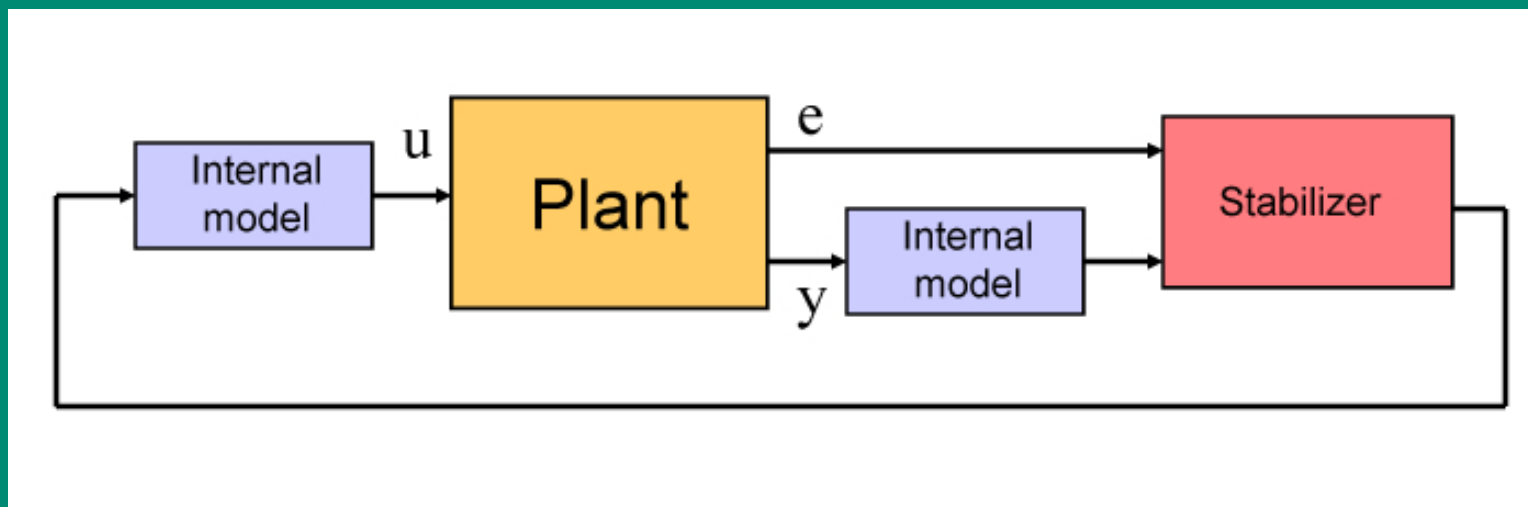 Internal
model
u
Plant
e
y
Internal
model
Stabilizer